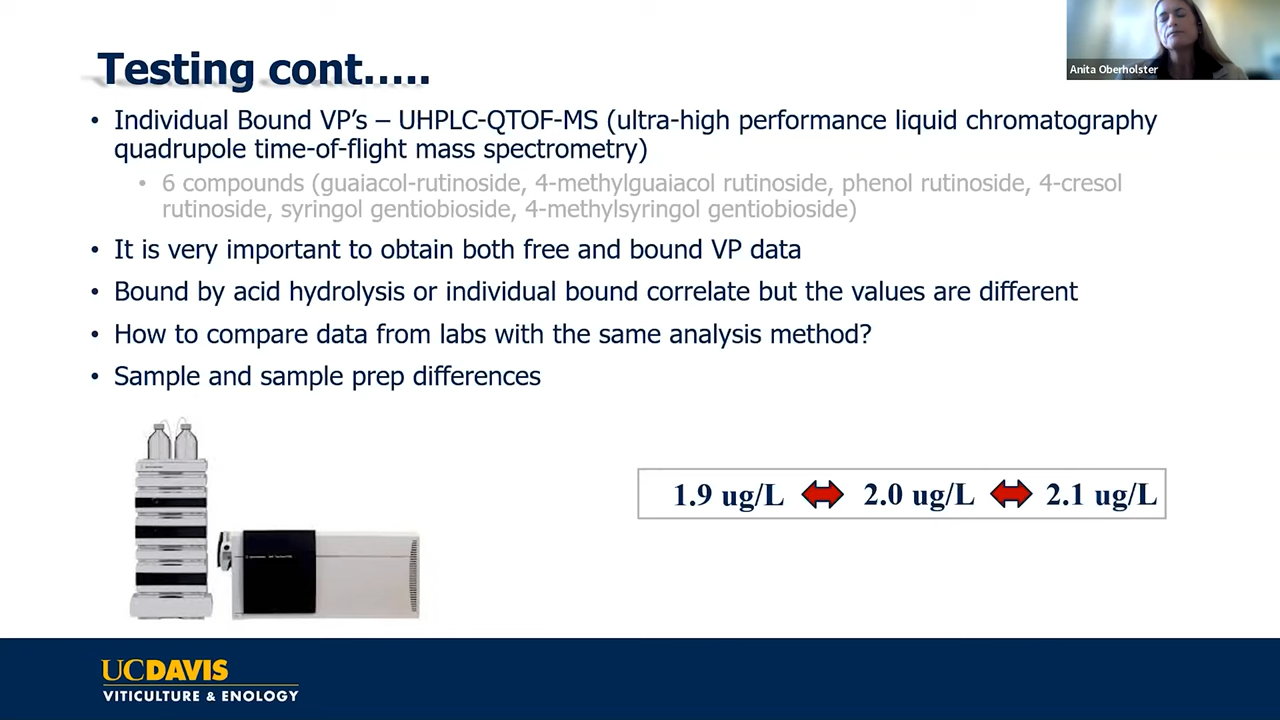 Testing cont…..
Anita Oberholster
• Individual Bound VP’s – UHPLC-QTOF-MS (ultra-high performance liquid chromatography
quadrupole time-of-flight mass spectrometry)
• 6 compounds (guaiacol-rutinoside, 4-methylguaiacol rutinoside, phenol rutinoside, 4-cresol
rutinoside, syringol gentiobioside, 4-methylsyringol gentiobioside)
• It is very important to obtain both free and bound VP data
• Bound by acid hydrolysis or individual bound correlate but the values are different
• How to compare data from labs with the same analysis method?
• Sample and sample prep differences
1.9 ug/L 2.0 ug/L 2.1 ug/L
UCDAVIS
VITICULTURE & ENOLOGY